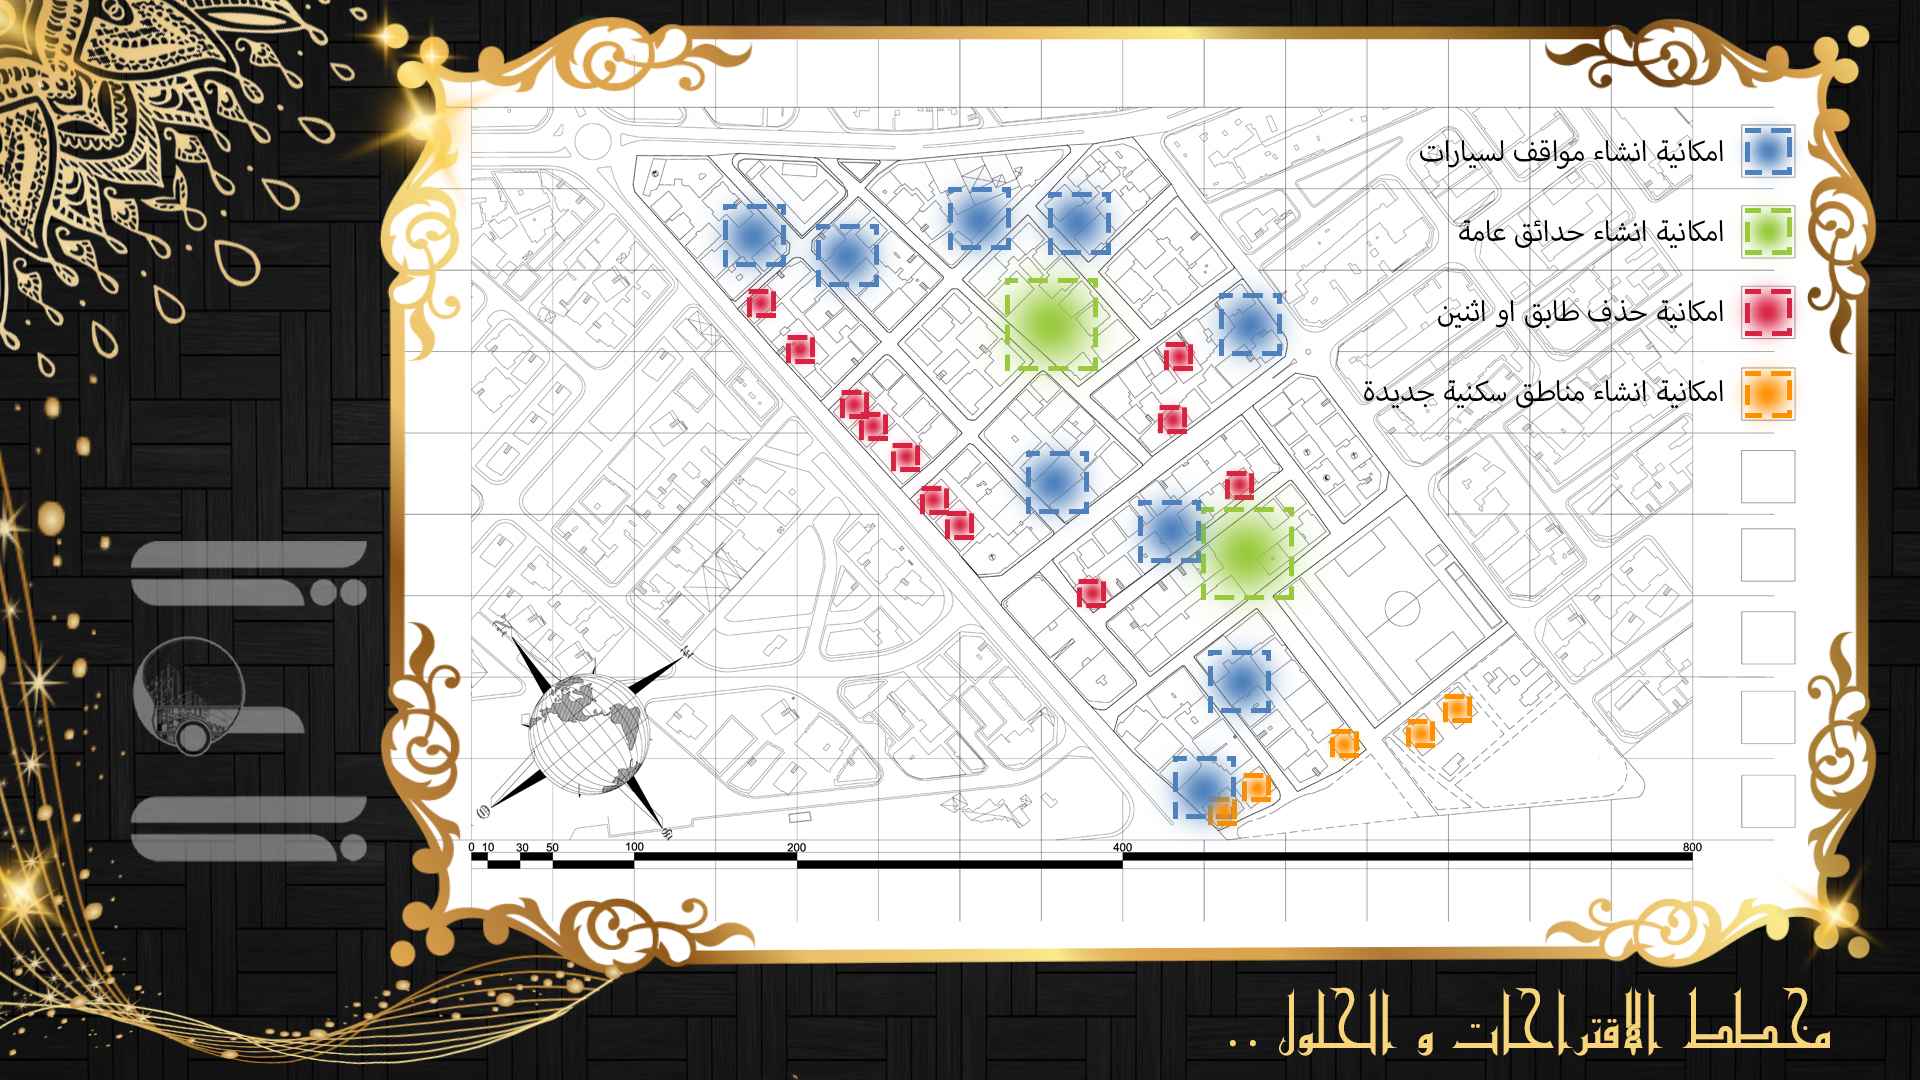 امكانية انشاء مواقف لسيارات
امكانية انشاء حدائق عامة
امكانية حذف طابق او اثنين
امكانية انشاء مناطق سكنية جديدة
0 10 30 50 100 200 400 800
مخطط الاقتراحات و الحلول ..